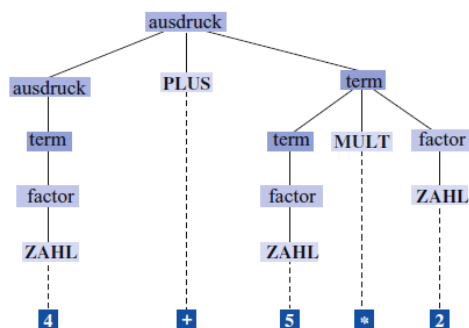 ausdruck
ausdruck PLUS term
term term MULT factor
factor factor ZAHL
ZAHL ZAHL
4 + 5 * 2